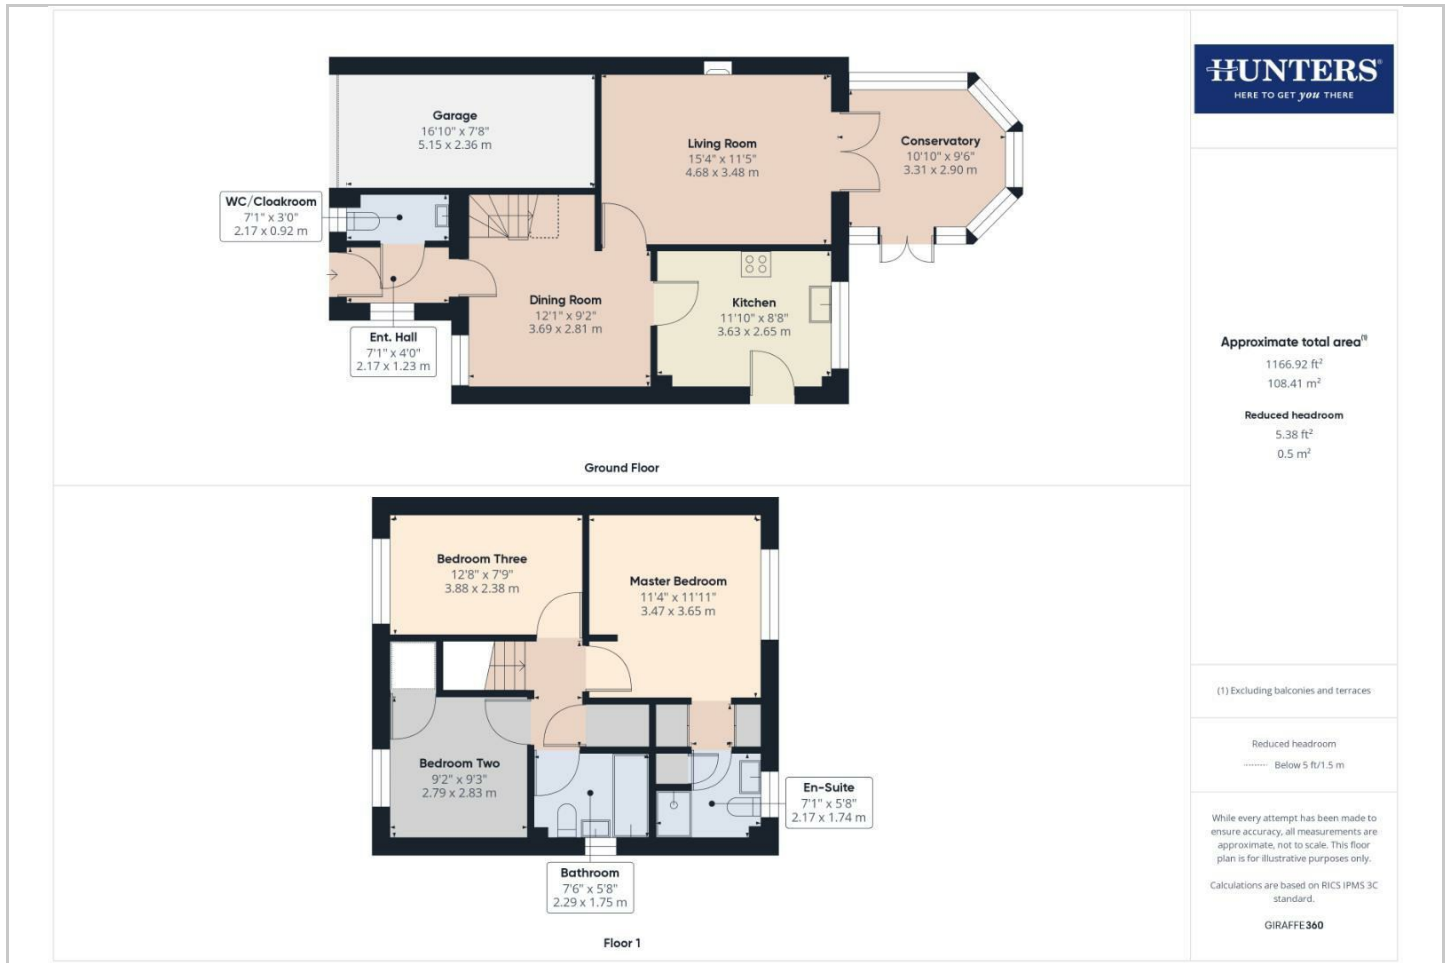 Garage
16'10" x 7'8"
5.15 x 2.36 m
WC/Cloakroom
7'1" x 3'0"
2.17 x 0.92 m
Living Room
15'4" x 11'5"
4.68 x 3.48 m
Conservatory
10'10" x 9'6"
3.31 x 2.90 m
Dining Room
12'1" x 9'2"
3.69 x 2.81 m
Kitchen
11'10" x 8'8"
3.63 x 2.65 m
Ent. Hall
7'1" x 4'0"
2.17 x 1.23 m
Ground Floor
Bedroom Three
12'8" x 7'9"
3.88 x 2.38 m
Master Bedroom
11'4" x 11'11"
3.47 x 3.65 m
Bedroom Two
9'2" x 9'3"
2.79 x 2.83 m
En-Suite
7'1" x 5'8"
2.17 x 1.74 m
Bathroom
7'6" x 5'8"
2.29 x 1.75 m
Floor 1
HUNTERS®
HERE TO GET you THERE
Approximate total area(1)
1166.92 ft²
108.41 m²
Reduced headroom
5.38 ft²
0.5 m²
(1) Excluding balconies and terraces
Reduced headroom
Below 5 ft/1.5 m
While every attempt has been made to
ensure accuracy, all measurements are
approximate, not to scale. This floor
plan is for illustrative purposes only.
Calculations are based on RICS IPMS 3C
standard.
GIRAFFE360